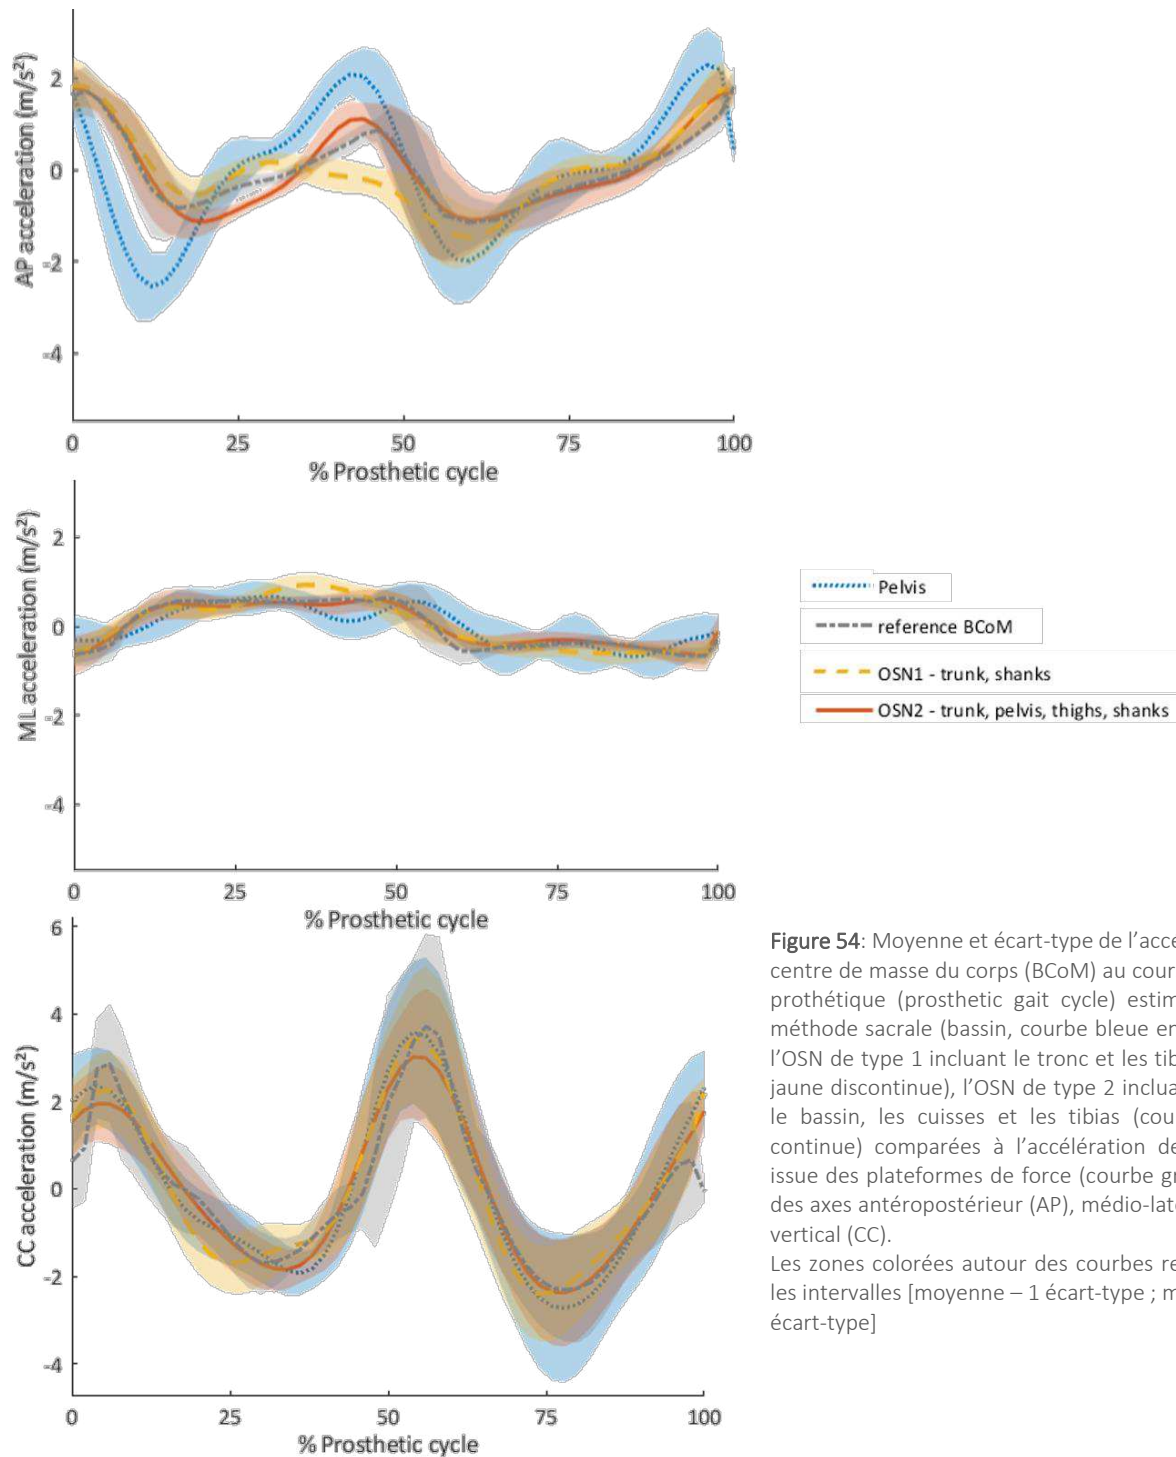 2
0
-2
-4
AP acceleration (m/s²)
0
25
50
75
100
% Prosthetic cycle
2
0
-2
-4
ML acceleration (m/s²)
0
25
50
75
100
% Prosthetic cycle
Pelvis
reference BCoM
OSN1 - trunk, shanks
OSN2 - trunk, pelvis, thighs, shanks
6
4
2
0
-2
-4
CC acceleration (m/s²)
0
25
50
75
100
% Prosthetic cycle
Figure 54: Moyenne et écart-type de l'accé
centre de masse du corps (BCoM) au cour
prothétique (prosthetic gait cycle) estim
méthode sacrale (bassin, courbe bleue en
l'OSN de type 1 incluant le tronc et les tib
jaune discontinue), l'OSN de type 2 inclua
le bassin, les cuisses et les tibias (cou
continue) comparées à l'accélération de
issue des plateformes de force (courbe gr
des axes antéropostérieur (AP), médio-lat
vertical (CC).
Les zones colorées autour des courbes re
les intervalles [moyenne – 1 écart-type ; m
écart-type]